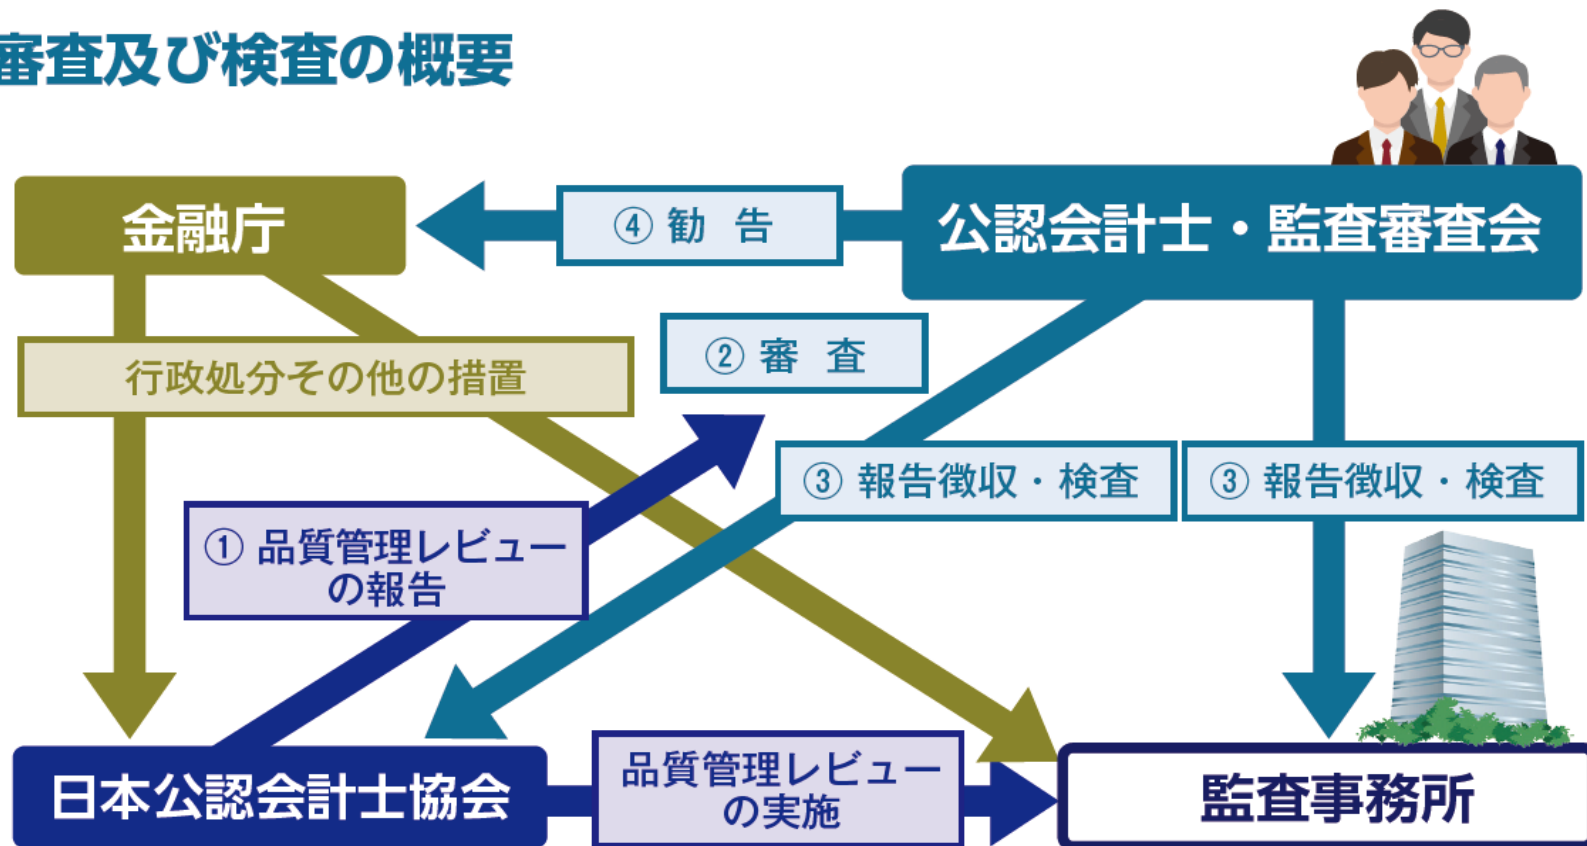 審査及び検査の概要
金融庁
④ 勧 告
公認会計士・監査審査会
行政処分その他の措置
② 審 査
③ 報告徴収・検査
③ 報告徴収・検査
① 品質管理レビュー
の報告
日本公認会計士協会
品質管理レビュー
の実施
監査事務所